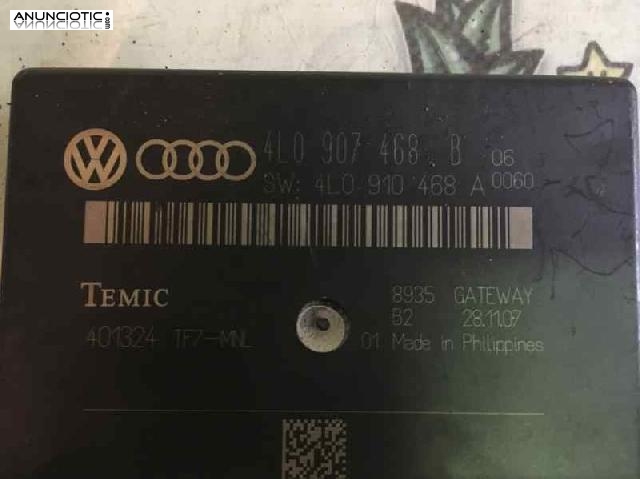 ANUNCIOTIC.com
4L0 907 468 B 06
SW: 4L0 910 468 A 0060
TEMIC 8935 GATEWAY
B2 28.11.07
401324 TF7-MNL 01 Made in Philippines